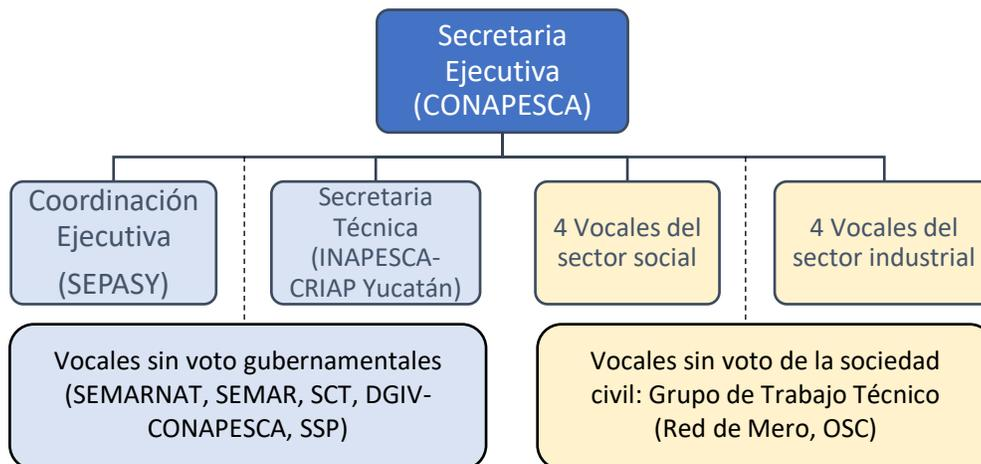 Secretaria
Ejecutiva
(CONAPESCA)
Coordinación
Ejecutiva
(SEPASY)
Secretaria
Técnica
(INAPESCA-
CRIAP Yucatán)
4 Vocales del
sector social
4 Vocales del
sector industrial
Vocales sin voto gubernamentales
(SEMARNAT, SEMAR, SCT, DGIV-
CONAPESCA, SSP)
Vocales sin voto de la sociedad
civil: Grupo de Trabajo Técnico
(Red de Mero, OSC)